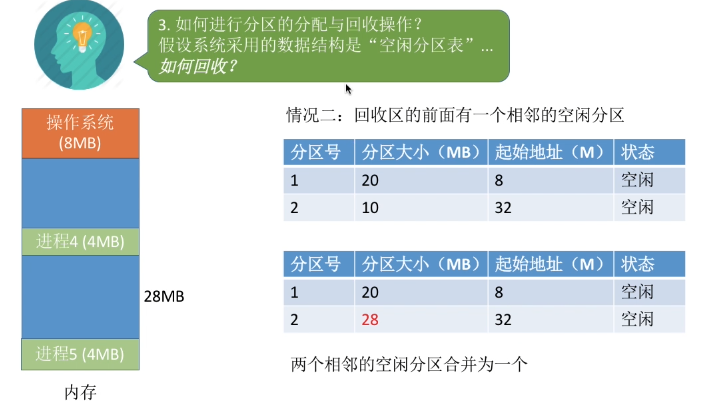 3. 如何进行分区的分配与回收操作？
假设系统采用的数据结构是“空闲分区表”...
如何回收？
情况二：回收区的前面有一个相邻的空闲分区
操作系统
(8MB)
进程4 (4MB)
28MB
进程5 (4MB)
内存
分区号 分区大小（MB） 起始地址（M） 状态
1 20 8 空闲
2 10 32 空闲
分区号 分区大小（MB） 起始地址（M） 状态
1 20 8 空闲
2 28 32 空闲
两个相邻的空闲分区合并为一个